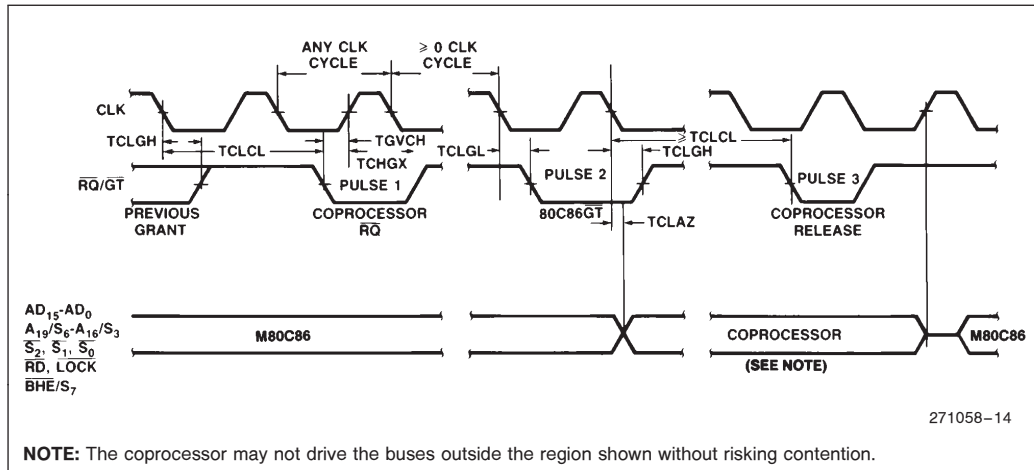 ANY CLK
CYCLE
≥ 0 CLK
CYCLE
CLK
TCLGH
TCLCL
TGVCH
TCHGX
TCLGL
≥ TCLCL
TCLGH
RQ/GT
PULSE 1
PULSE 2
PULSE 3
PREVIOUS
GRANT
COPROCESSOR
RQ
80C86GT
TCLAZ
COPROCESSOR
RELEASE
AD15-AD0
A19/S6-A16/S3
S2, S1, S0
RD, LOCK
BHE/S7
M80C86
COPROCESSOR
M80C86
(SEE NOTE)
271058–14
NOTE: The coprocessor may not drive the buses outside the region shown without risking contention.